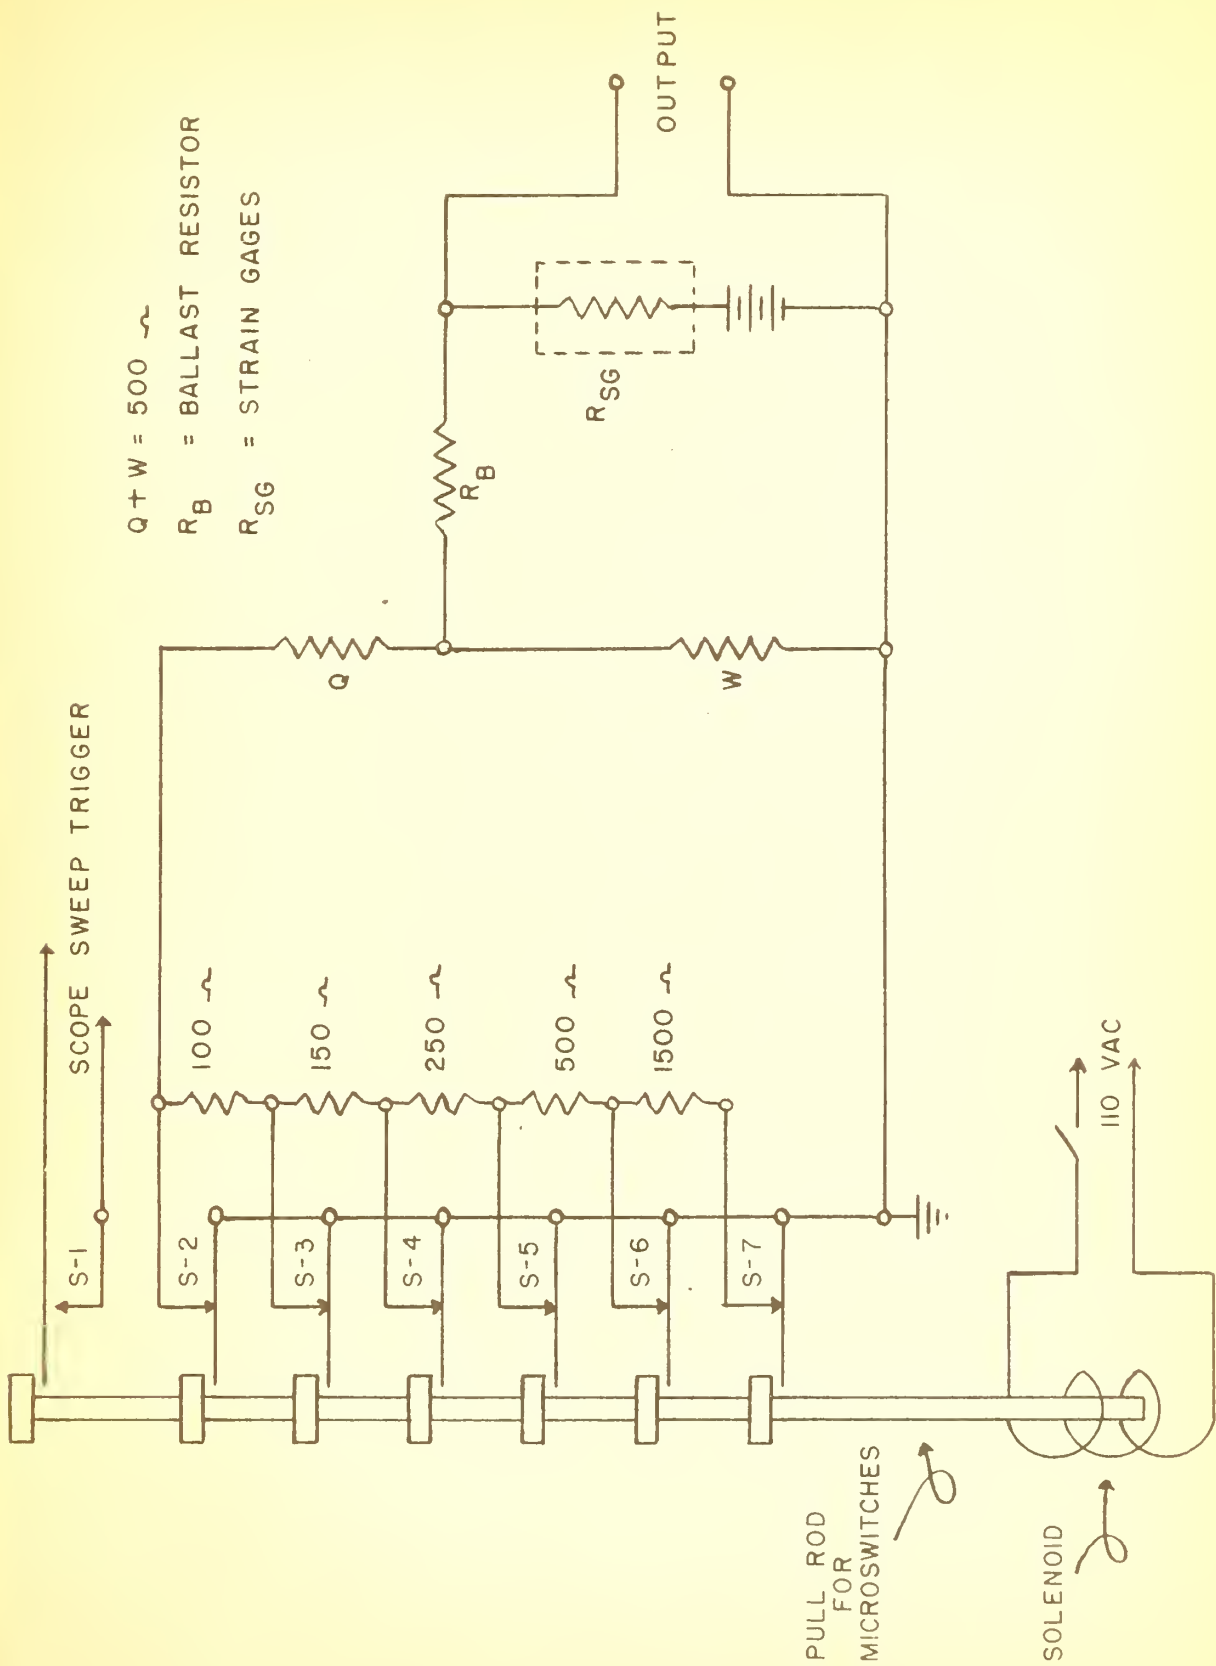 S-1
SCOPE SWEEP TRIGGER
Q + W = 500 Ω
R_B = BALLAST RESISTOR
R_SG = STRAIN GAGES
S-2
100 Ω
S-3
150 Ω
S-4
250 Ω
S-5
500 Ω
S-6
1500 Ω
S-7
Q
R_B
W
R_SG
OUTPUT
PULL ROD
FOR
MICROSWITCHES
SOLENOID
110 VAC